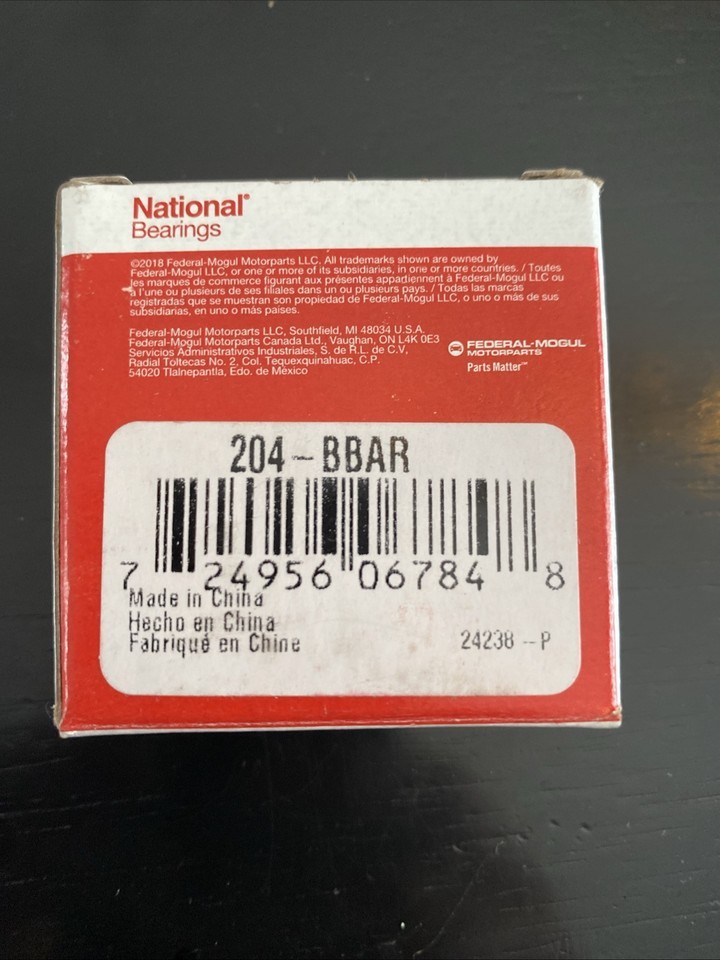 National®
Bearings
©2018 Federal-Mogul Motorparts LLC. All trademarks shown are owned by
Federal-Mogul LLC, or one or more of its subsidiaries, in one or more countries. / Toutes
les marques de commerce figurant aux présentes appartiennent à Federal-Mogul LLC ou
à l'une ou plusieurs de ses filiales dans un ou plusieurs pays. / Todas las marcas
registradas que se muestran son propiedad de Federal-Mogul LLC, o uno o más de sus
subsidiarias, en uno o más países.
Federal-Mogul Motorparts LLC, Southfield, MI 48034 U.S.A.
Federal-Mogul Motorparts Canada Ltd., Vaughan, ON L4K 0E3
Servicios Administrativos Industriales, S. de R.L. de C.V,
Radial Toltecas No. 2, Col. Tequexquinahuac, C.P.
54020 Tlalnepantla, Edo. de México
FEDERAL-MOGUL
MOTORPARTS
Parts Matter™
204-BBAR
7 24956 06784 8
Made in China
Hecho en China
Fabriqué en Chine
24238--P